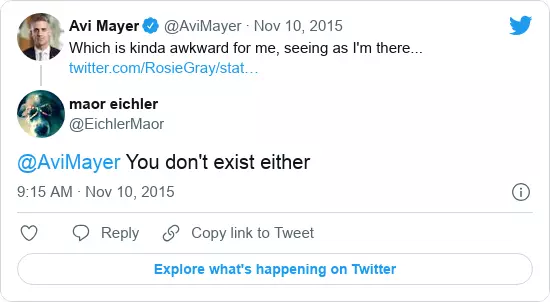 Avi Mayer @AviMayer · Nov 10, 2015
Which is kinda awkward for me, seeing as I'm there...
twitter.com/RosieGray/stat…
maor eichler
@EichlerMaor
@AviMayer You don't exist either
9:15 AM · Nov 10, 2015
Reply Copy link to Tweet
Explore what's happening on Twitter